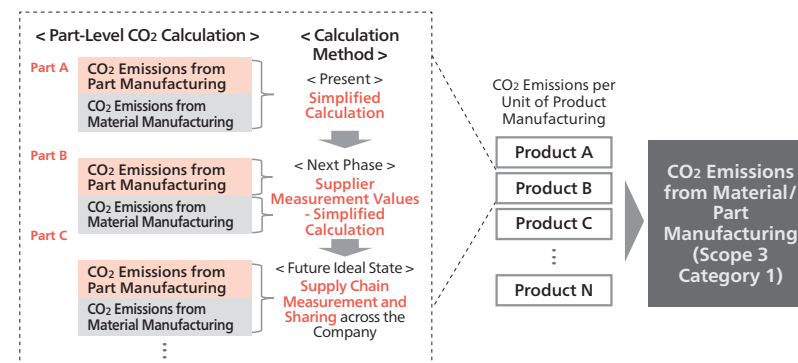 < Part-Level CO2 Calculation >
Part A
CO2 Emissions from
Part Manufacturing
CO2 Emissions from
Material Manufacturing
Part B
CO2 Emissions from
Part Manufacturing
CO2 Emissions from
Material Manufacturing
Part C
CO2 Emissions from
Part Manufacturing
CO2 Emissions from
Material Manufacturing
⋮
< Calculation
Method >
< Present >
Simplified
Calculation
< Next Phase >
Supplier
Measurement Values
- Simplified
Calculation
< Future Ideal State >
Supply Chain
Measurement and
Sharing across the
Company
CO2 Emissions per
Unit of Product
Manufacturing
Product A
Product B
Product C
⋮
Product N
CO2 Emissions
from Material/
Part
Manufacturing
(Scope 3
Category 1)